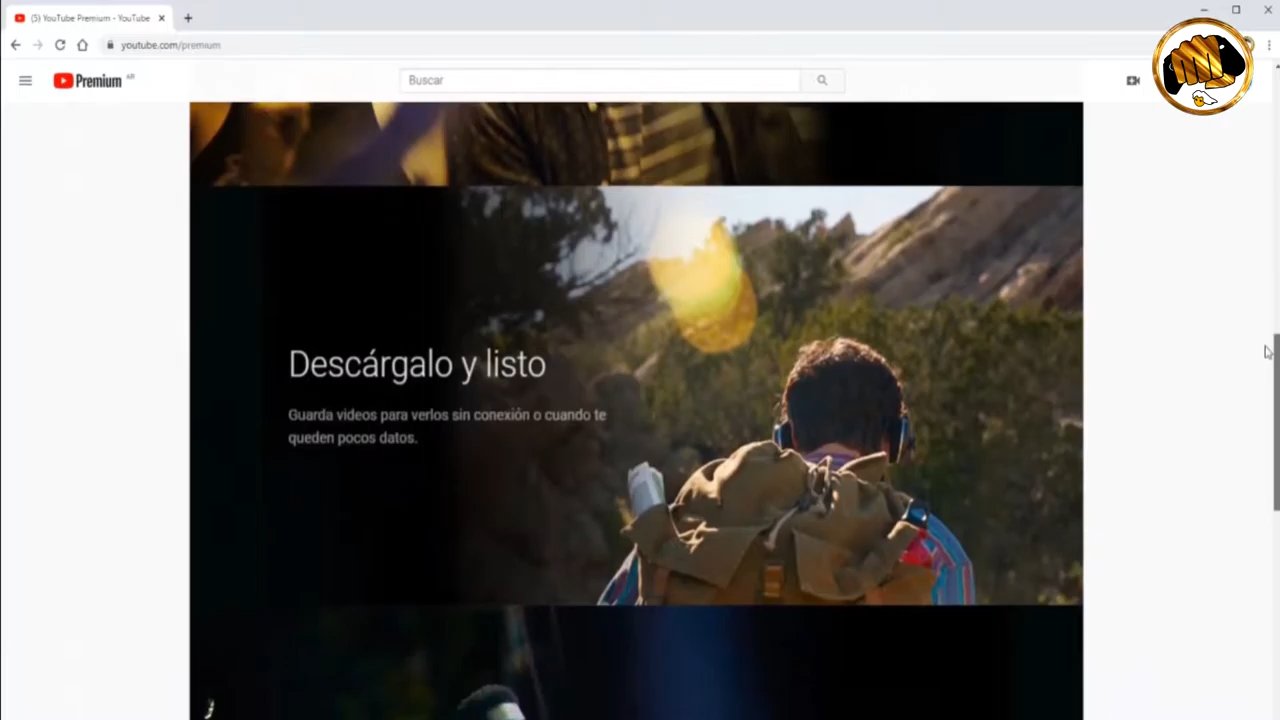 (5) YouTube Premium - YouTube
youtube.com/premium
Premium AR
Buscar
Descárgalo y listo
Guarda videos para verlos sin conexión o cuando te
queden pocos datos.